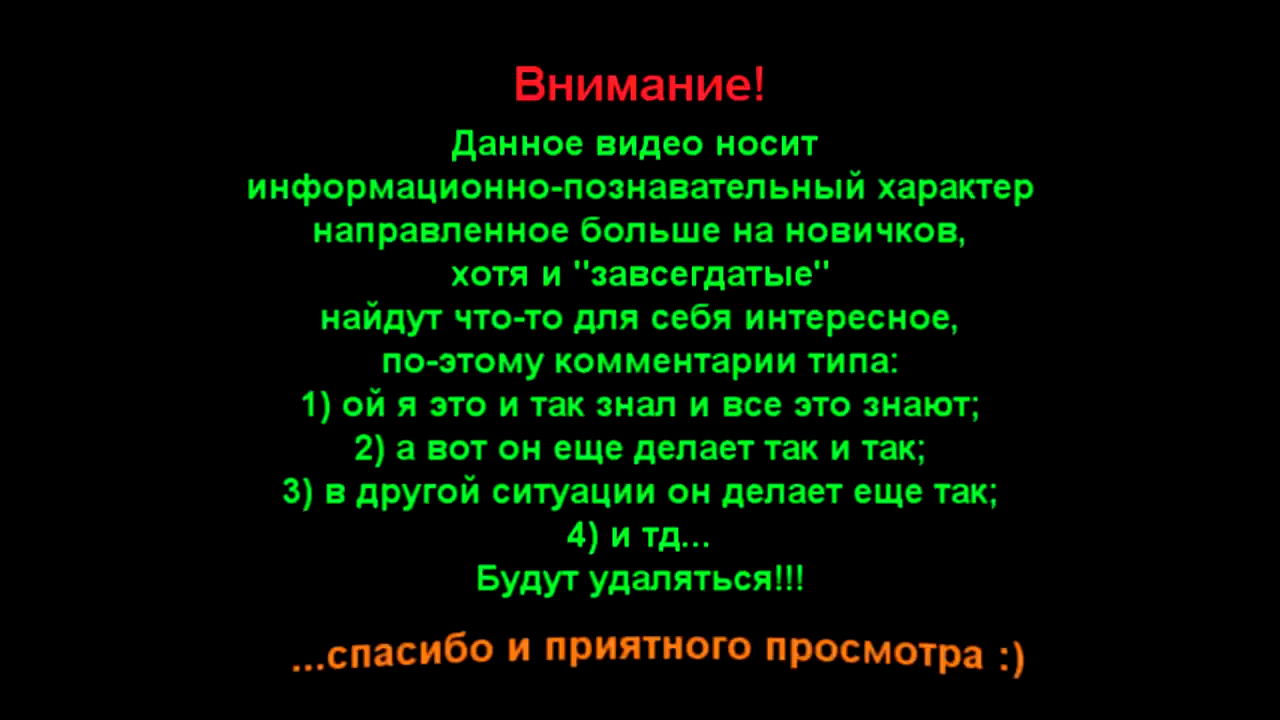 Внимание!
Данное видео носит
информационно-познавательный характер
направленное больше на новичков,
хотя и "завсегдатые"
найдут что-то для себя интересное,
по-этому комментарии типа:
1) ой я это и так знал и все это знают;
2) а вот он еще делает так и так;
3) в другой ситуации он делает еще так;
4) и тд...
Будут удаляться!!!
...спасибо и приятного просмотра :)